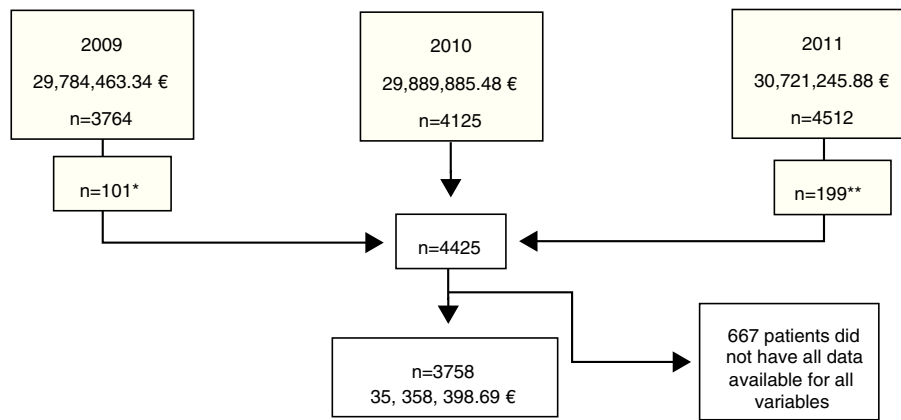 2009
29,784,463.34 €
n=3764
2010
29,889,885.48 €
n=4125
2011
30,721,245.88 €
n=4512
n=101*
n=199**
n=4425
n=3758
35, 358, 398.69 €
667 patients did
not have all data
available for all
variables